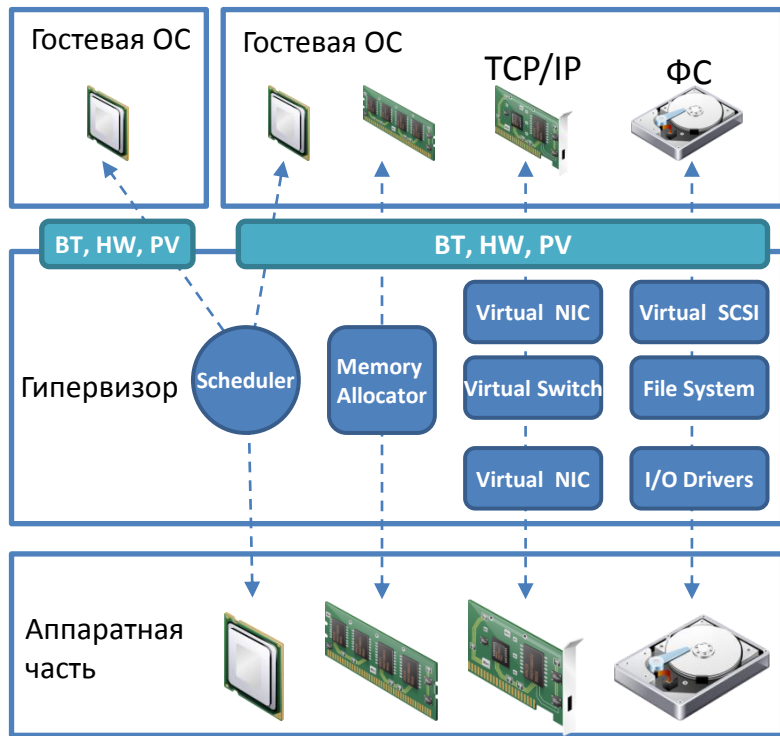 Гостевая ОС
Гостевая ОС
TCP/IP
ФС
BT, HW, PV
BT, HW, PV
Гипервизор
Scheduler
Memory
Allocator
Virtual NIC
Virtual Switch
Virtual NIC
Virtual SCSI
File System
I/O Drivers
Аппаратная
часть